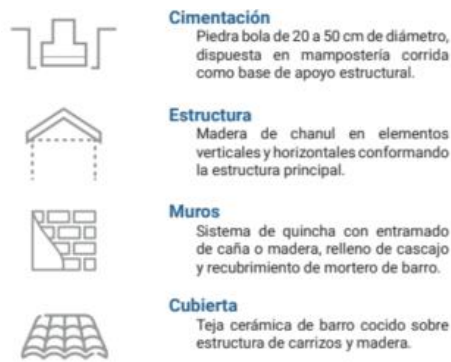 Cimentación
Piedra bola de 20 a 50 cm de diámetro,
dispuesta en mampostería corrida
como base de apoyo estructural.
Estructura
Madera de chanul en elementos
verticales y horizontales conformando
la estructura principal.
Muros
Sistema de quincha con entramado
de caña o madera, relleno de cascajo
y recubrimiento de mortero de barro.
Cubierta
Teja cerámica de barro cocido sobre
estructura de carrizos y madera.